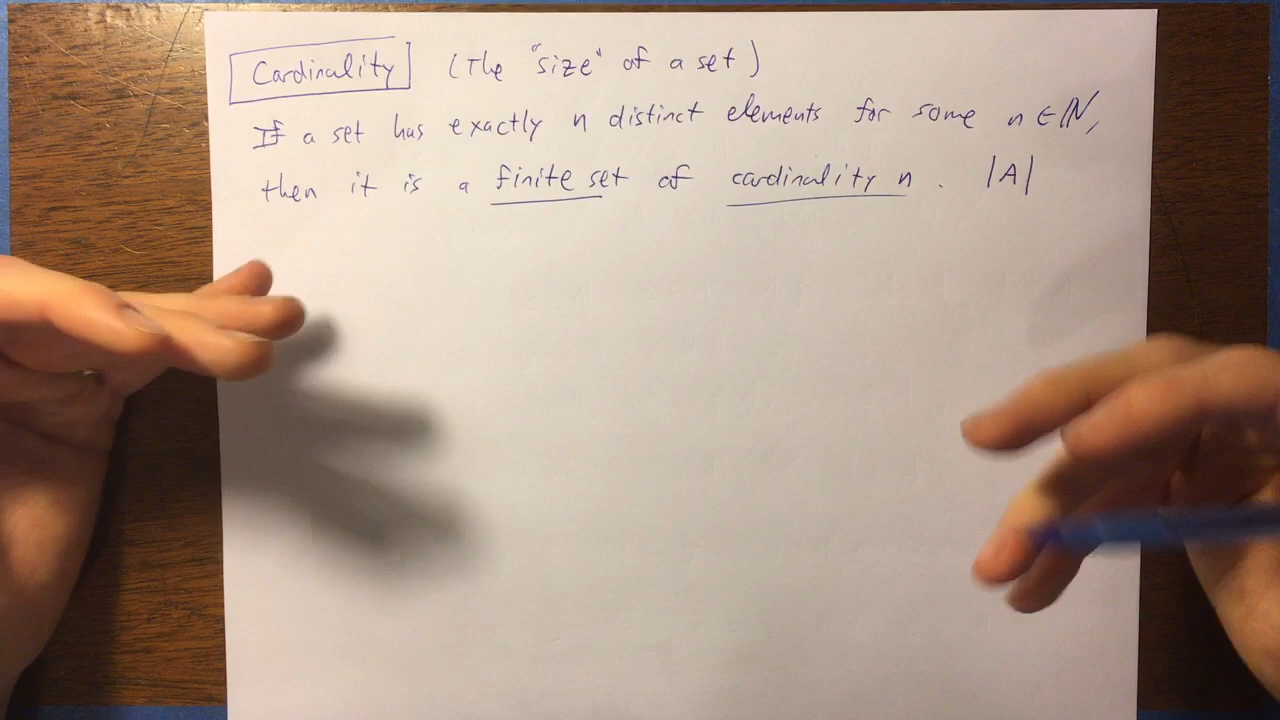 Cardinality (The "size" of a set)
If a set has exactly n distinct elements for some n∈ℕ,
then it is a finite set of cardinality n. |A|